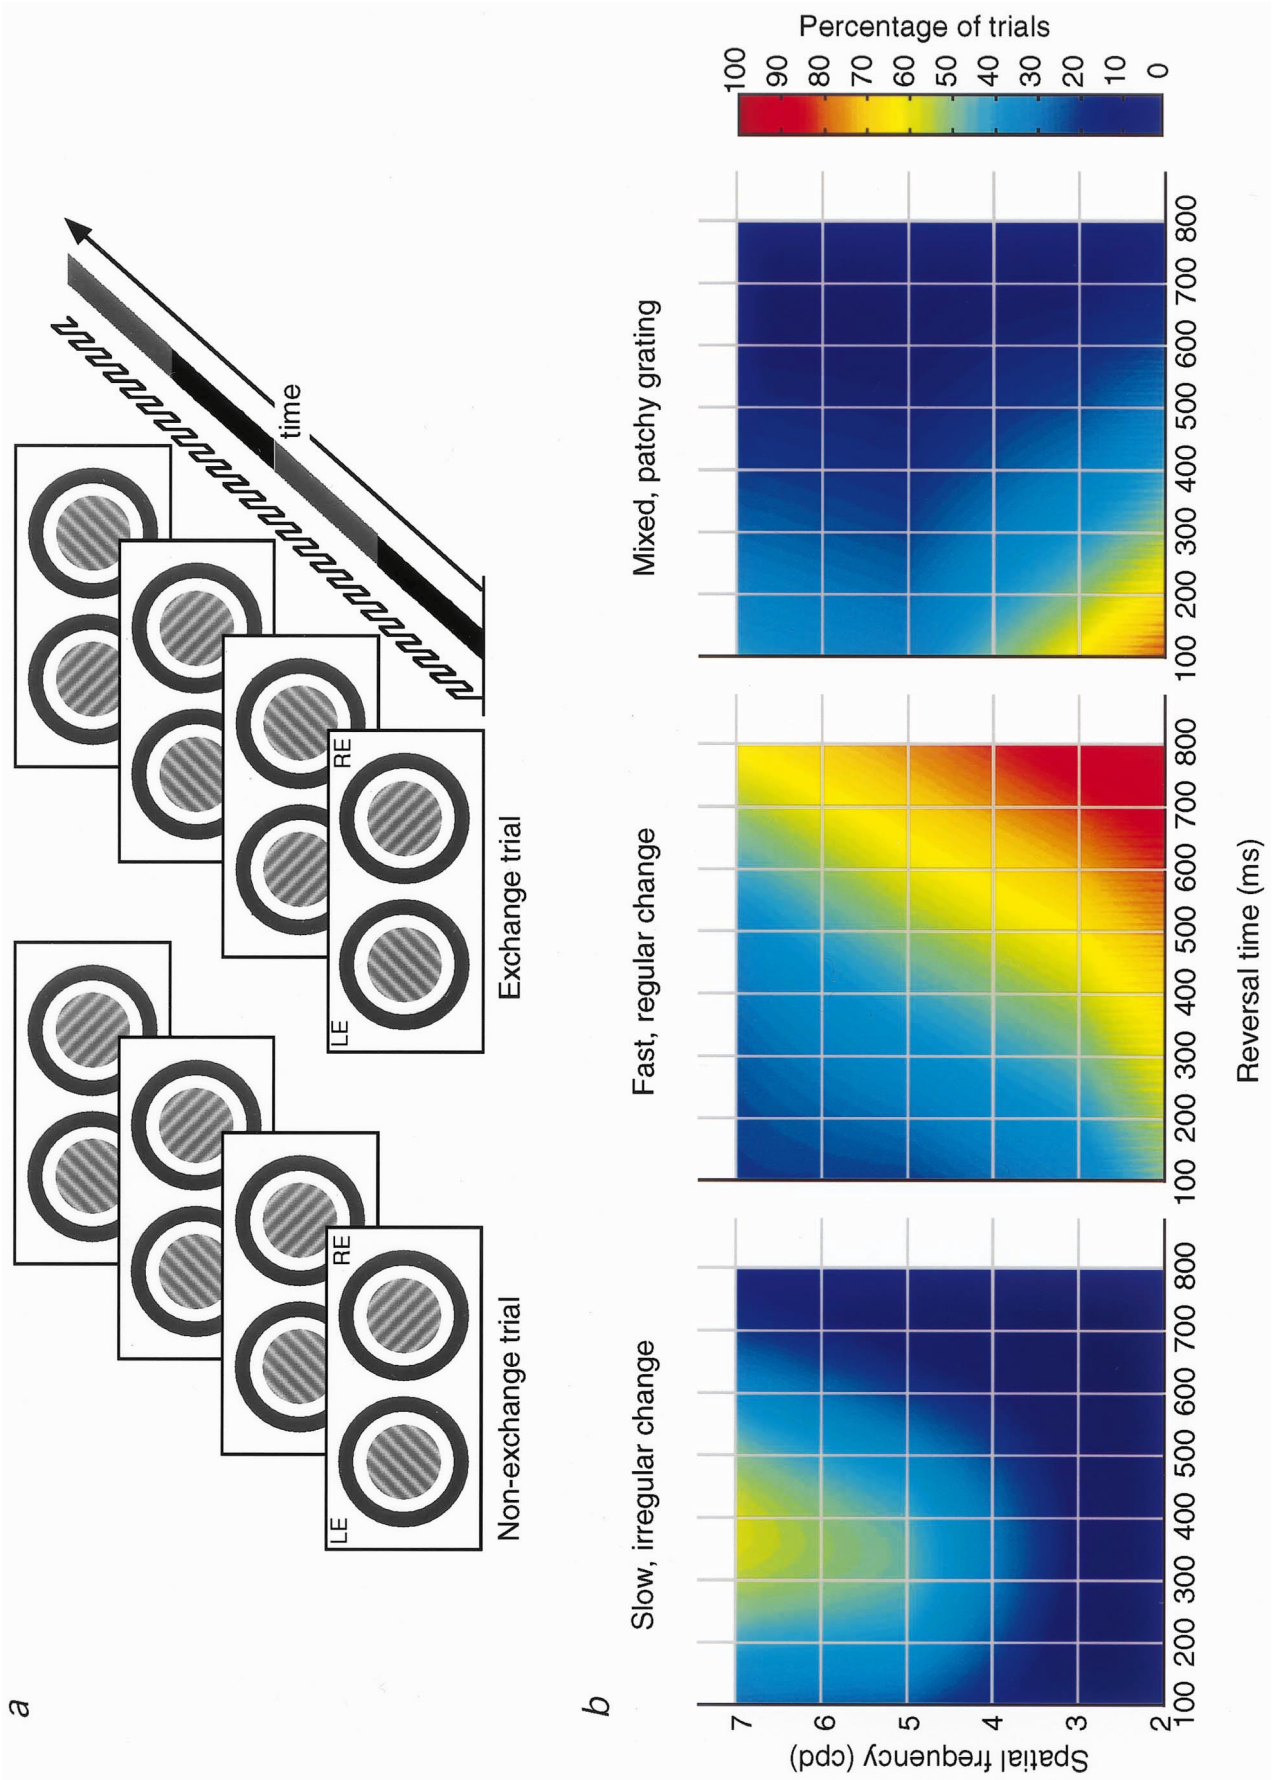 a
LE
RE
Non-exchange trial
LE
RE
Exchange trial
time
b
Slow, irregular change
Fast, regular change
Mixed, patchy grating
Spatial frequency (cpd)
7
6
5
4
3
2
100 200 300 400 500 600 700 800
100 200 300 400 500 600 700 800
100 200 300 400 500 600 700 800
Reversal time (ms)
100
90
80
70
60
50
40
30
20
10
0
Percentage of trials